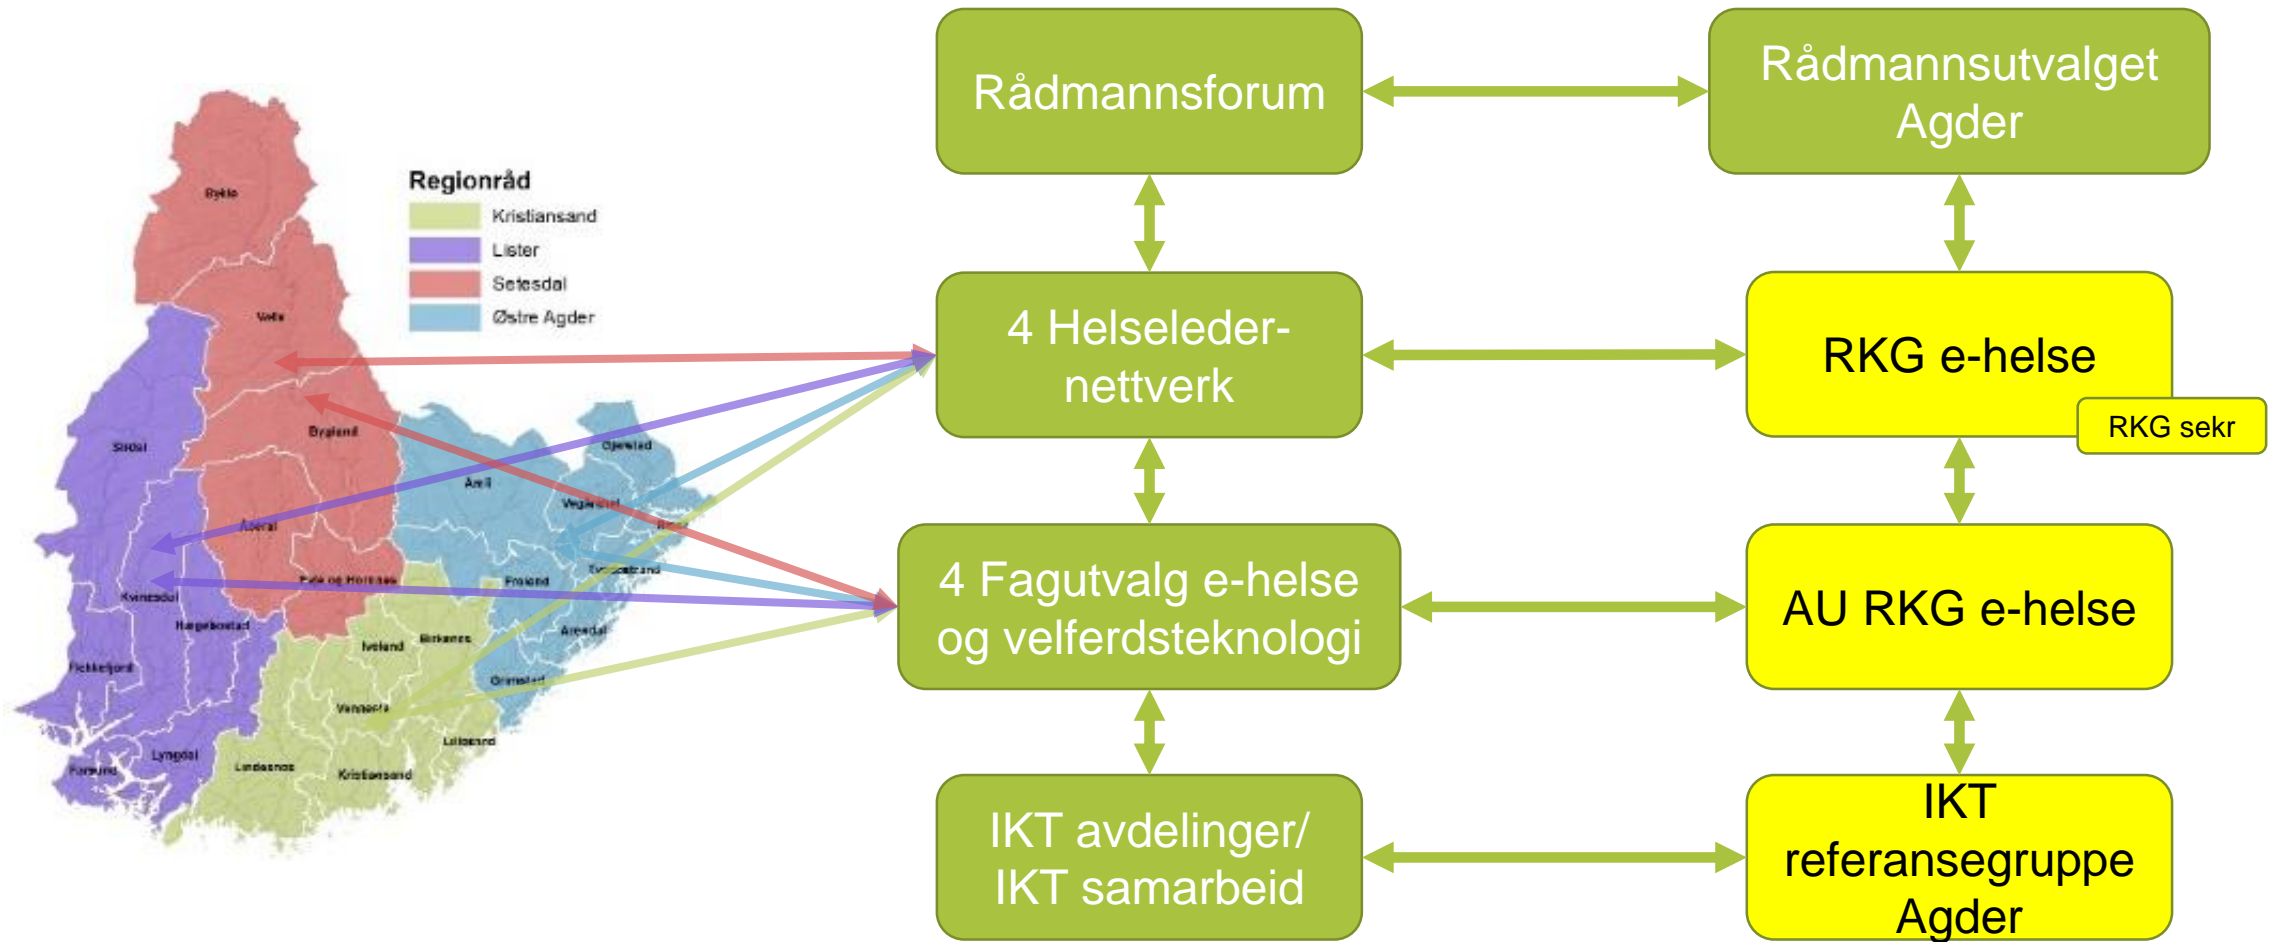 Regionråd
Kristiansand
Lister
Setesdal
Østre Agder
Bykle
Valle
Bygland
Sirdal
Åseral
Evje og Hornnes
Åmli
Gjerstad
Vegårshei
Froland
Arendal
Grimstad
Kvinesdal
Hægebostad
Flekkefjord
Iveland
Birkenes
Vennesla
Lillesand
Lyngdal
Farsund
Lindesnes
Kristiansand
Rådmannsforum
Rådmannsutvalget
Agder
4 Helseleder-
nettverk
RKG e-helse
RKG sekr
4 Fagutvalg e-helse
og velferdsteknologi
AU RKG e-helse
IKT avdelinger/
IKT samarbeid
IKT
referansegruppe
Agder